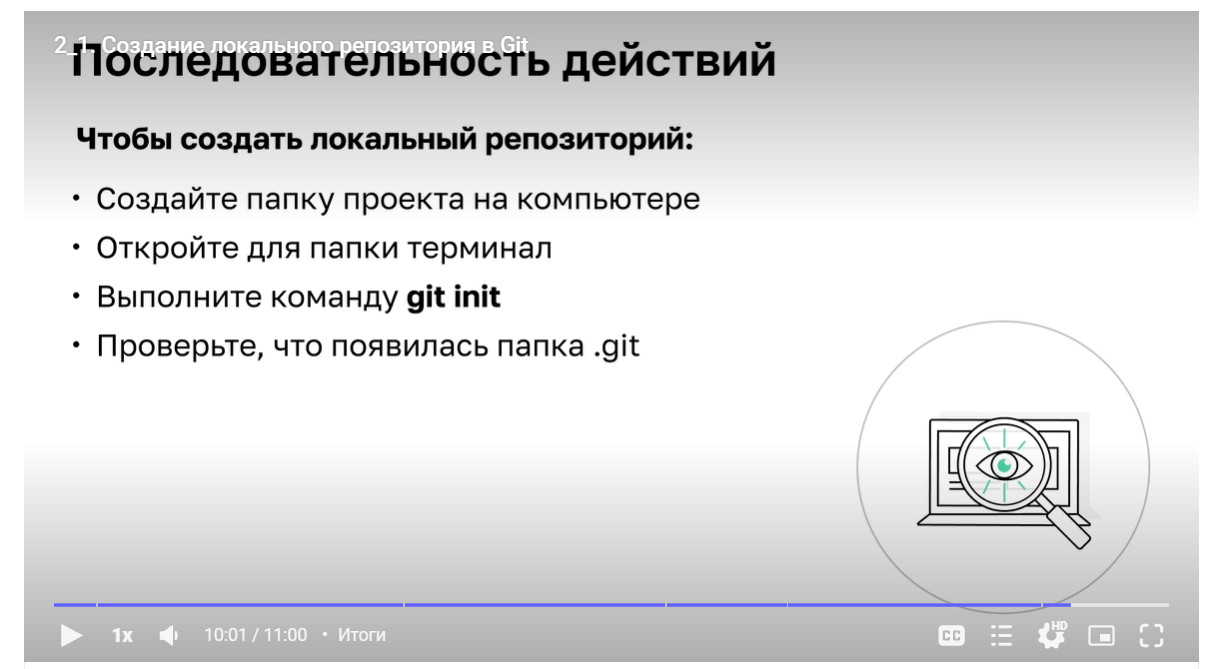 2_1. Создание локального репозитория в Git
Последовательность действий
Чтобы создать локальный репозиторий:
• Создайте папку проекта на компьютере
• Откройте для папки терминал
• Выполните команду git init
• Проверьте, что появилась папка .git
1x 10:01 / 11:00 • Итоги CC HD